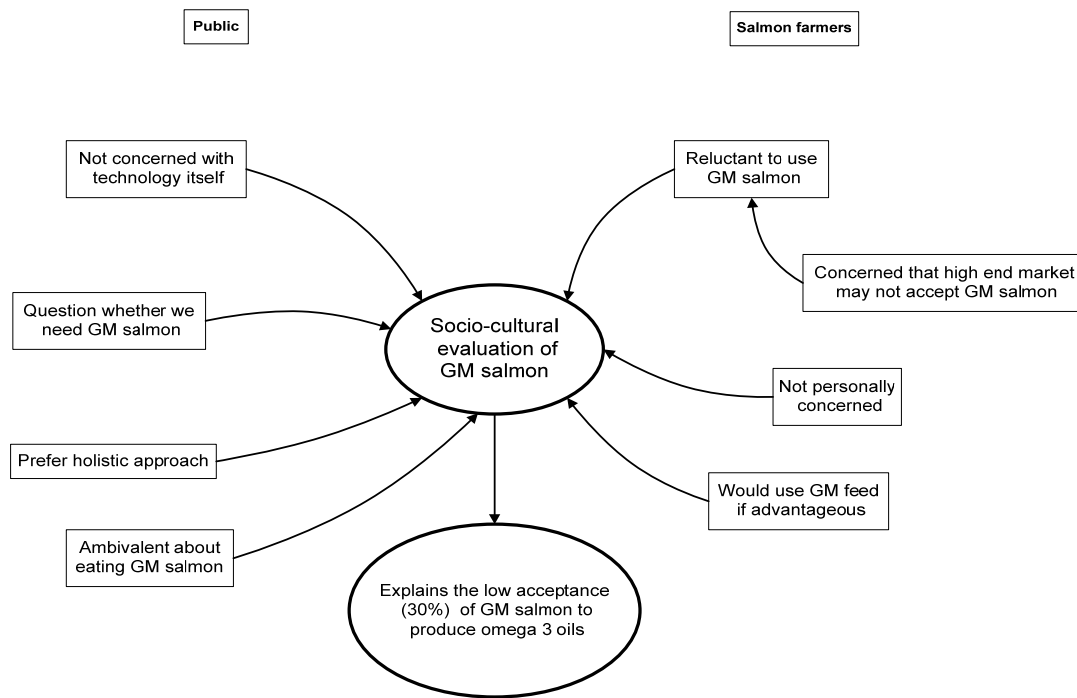 Public
Salmon farmers
Not concerned with
technology itself
Reluctant to use
GM salmon
Concerned that high end market
may not accept GM salmon
Question whether we
need GM salmon
Socio-cultural
evaluation of
GM salmon
Not personally
concerned
Prefer holistic approach
Would use GM feed
if advantageous
Ambivalent about
eating GM salmon
Explains the low acceptance
(30%) of GM salmon to
produce omega 3 oils